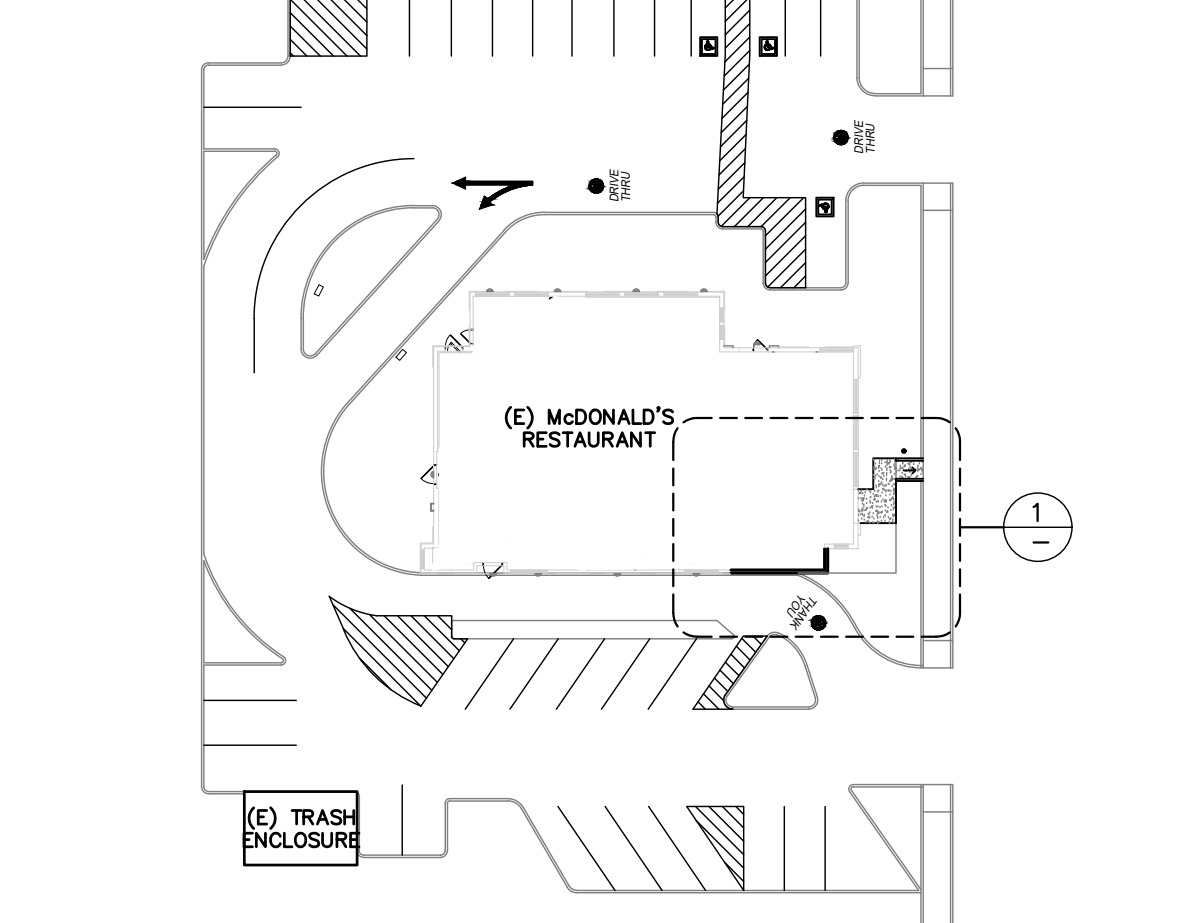 DRIVE
THRU
DRIVE
THRU
(E) McDONALD'S
RESTAURANT
1
–
THANK
YOU
(E) TRASH
ENCLOSURE